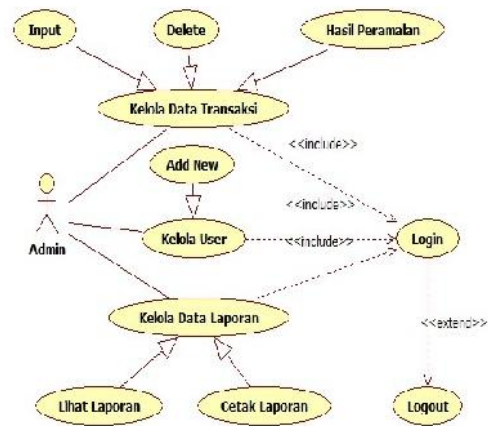 Input
Delete
Hasil Peramalan
Kelola Data Transaksi
<<include>>
Add New
<<include>>
Admin
Kelola User
<<include>>
Login
Kelola Data Laporan
<<extend>>
Lihat Laporan
Cetak Laporan
Logout